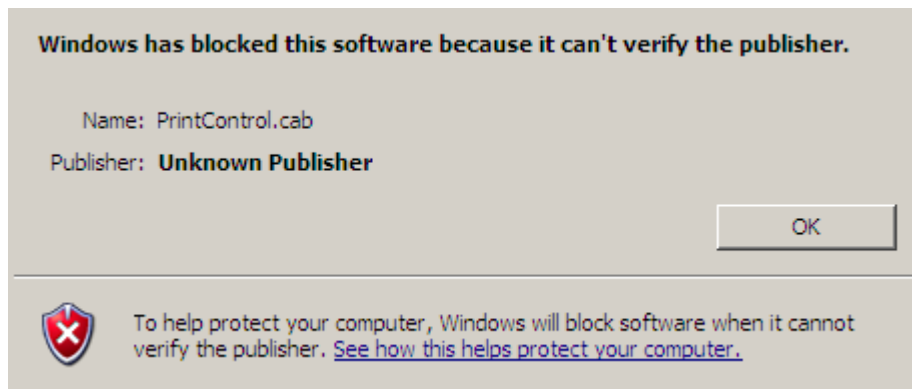 Windows has blocked this software because it can't verify the publisher.
Name: PrintControl.cab
Publisher: Unknown Publisher
OK
To help protect your computer, Windows will block software when it cannot
verify the publisher. See how this helps protect your computer.